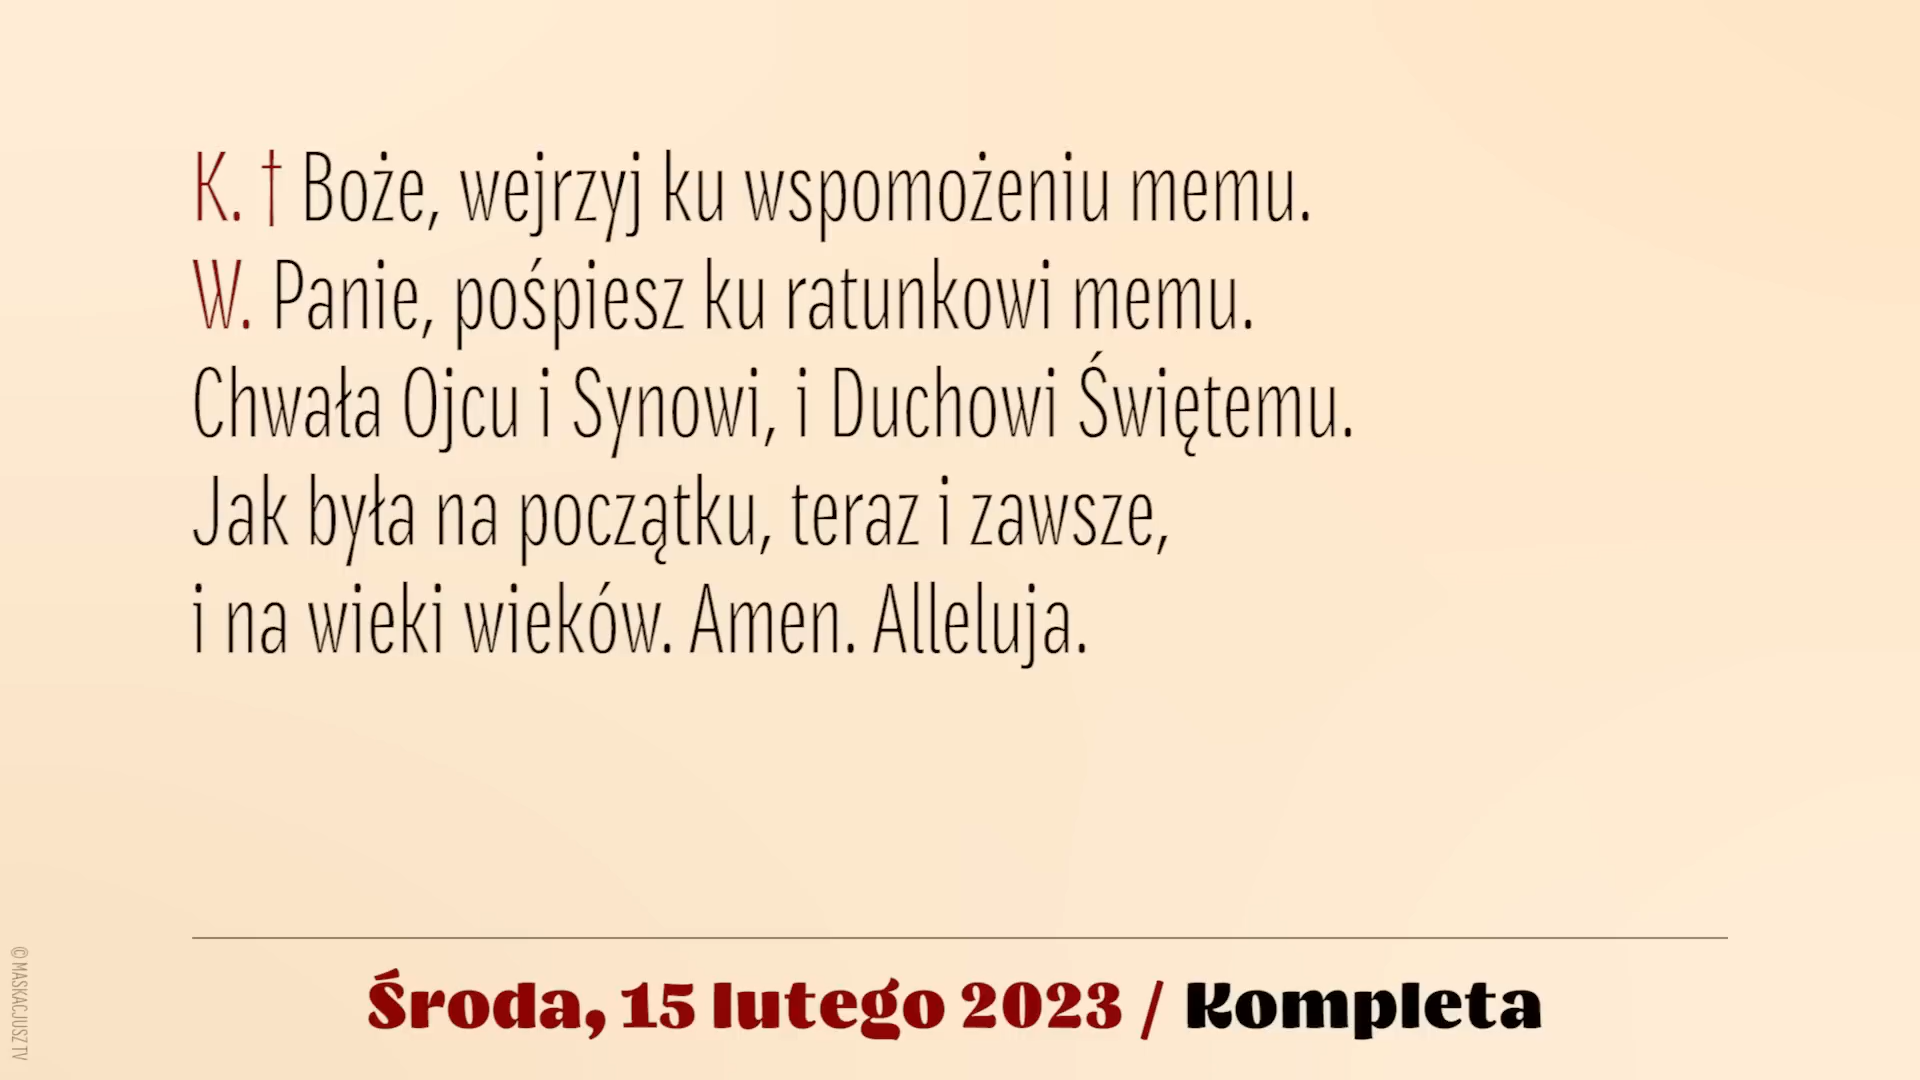 K. † Boże, wejrzyj ku wspomożeniu memu.
W. Panie, pośpiesz ku ratunkowi memu.
Chwała Ojcu i Synowi, i Duchowi Świętemu.
Jak była na początku, teraz i zawsze,
i na wieki wieków. Amen. Alleluja.
Środa, 15 lutego 2023 / Kompleta
© MASKACJUSZ TV